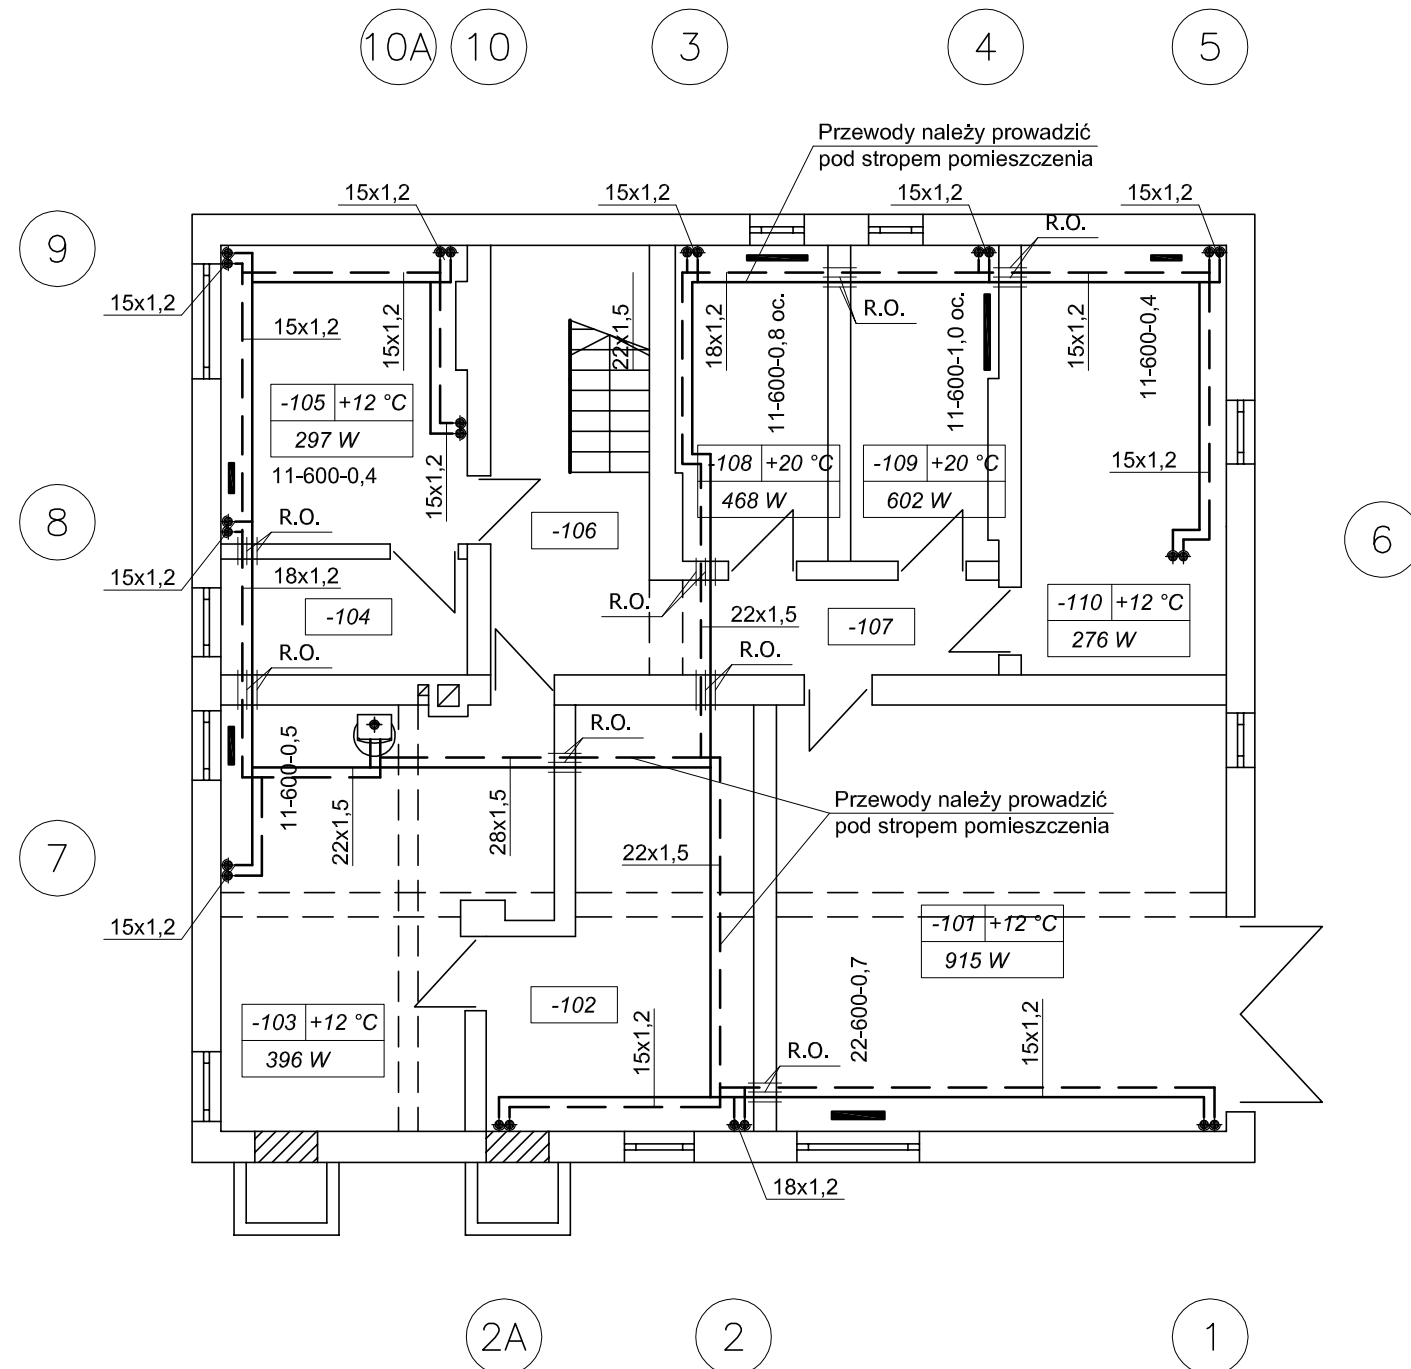 10A
10
3
4
5
Przewody należy prowadzić
pod stropem pomieszczenia
15x1,2
15x1,2
15x1,2
15x1,2
R.O.
9
15x1,2
15x1,2
15x1,2
22x1,5
18x1,2
11-600-0,8 oc.
R.O.
11-600-1,0 oc.
15x1,2
11-600-0,4
-105 +12 °C
297 W
11-600-0,4
15x1,2
-108 +20 °C
468 W
-109 +20 °C
602 W
15x1,2
8
R.O.
-106
6
15x1,2
18x1,2
-104
R.O.
22x1,5
-107
-110 +12 °C
276 W
R.O.
R.O.
R.O.
11-600-0,5
22x1,5
28x1,5
Przewody należy prowadzić
pod stropem pomieszczenia
22x1,5
7
15x1,2
-101 +12 °C
915 W
22-600-0,7
-102
-103 +12 °C
396 W
15x1,2
R.O.
15x1,2
18x1,2
2A
2
1